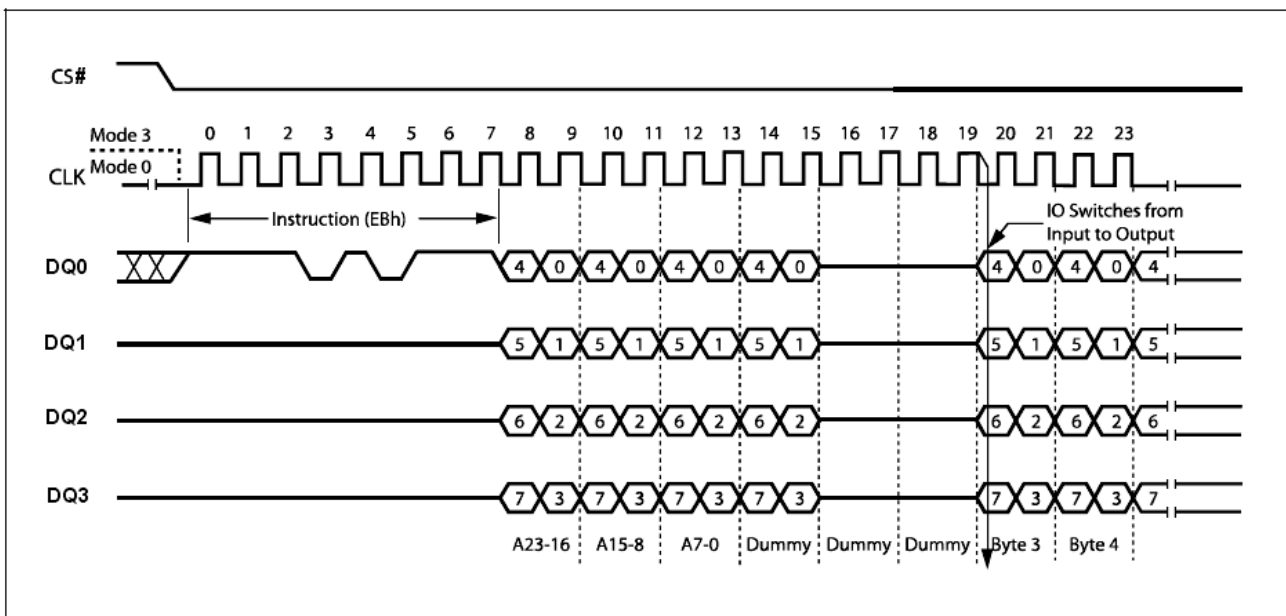 CS#
Mode 3
0 1 2 3 4 5 6 7 8 9 10 11 12 13 14 15 16 17 18 19 20 21 22 23
CLK Mode 0
Instruction (EBh)
IO Switches from
Input to Output
DQ0 4 0 4 0 4 0 4 0 4 0 4 0 4
DQ1 5 1 5 1 5 1 5 1 5 1 5 1 5
DQ2 6 2 6 2 6 2 6 2 6 2 6 2 6
DQ3 7 3 7 3 7 3 7 3 7 3 7 3 7
A23-16 A15-8 A7-0 Dummy Dummy Dummy Byte 3 Byte 4